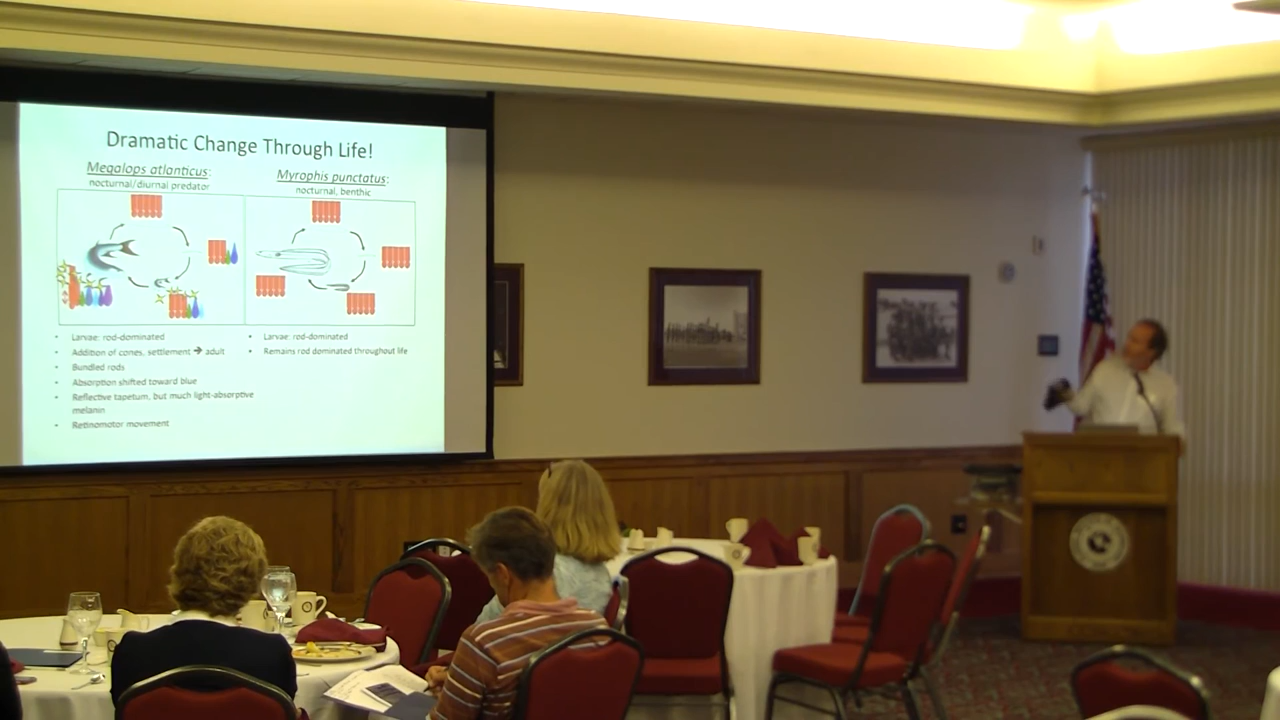 Dramatic Change Through Life!
Megalops atlanticus:
nocturnal/diurnal predator
Myrophis punctatus:
nocturnal, benthic
• Larvae: rod-dominated
• Addition of cones, settlement ➔ adult
• Bundled rods
• Absorption shifted toward blue
• Reflective tapetum, but much light-absorptive
melanin
• Retinomotor movement
• Larvae: rod-dominated
• Remains rod dominated throughout life